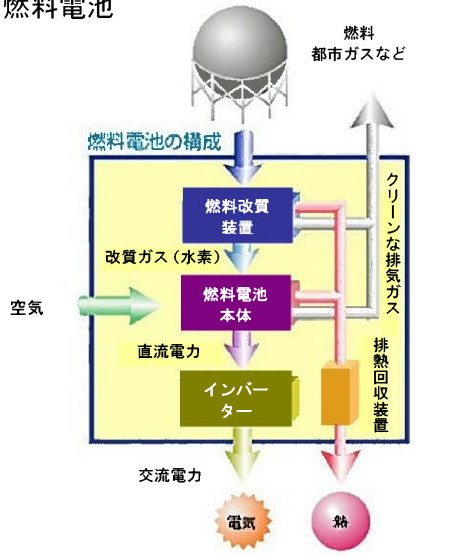 燃料電池
燃料
都市ガスなど
燃料電池の構成
燃料改質
装置
クリーンな排気ガス
改質ガス（水素）
空気
燃料電池
本体
直流電力
排熱回収装置
インバー
ター
交流電力
電気
熱